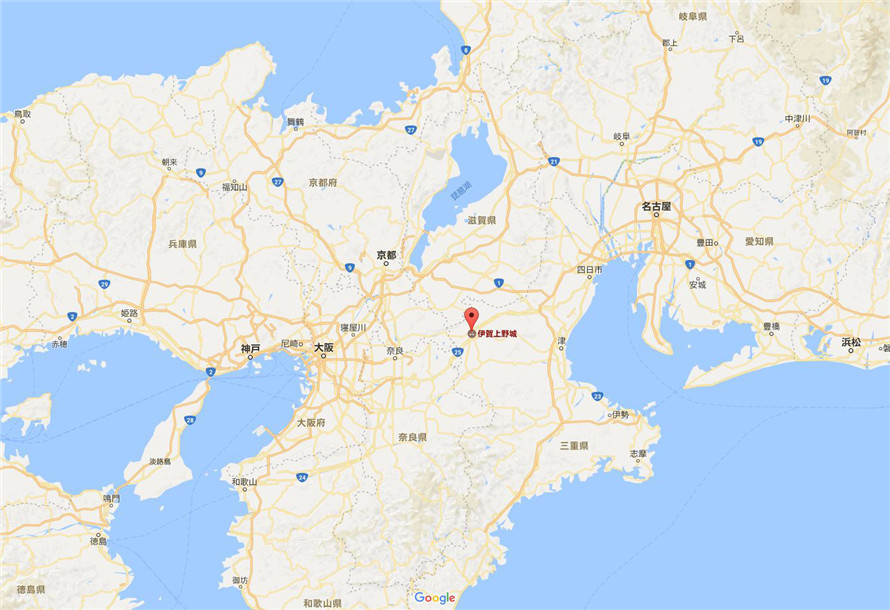 岐阜県
下呂
郡上
8
19
鳥取
舞鶴
27
岐阜
中津川
阿智村
19
朝来
9
福知山
27
京都府
琵琶湖
21
滋賀県
名古屋
兵庫県
京都
豊田
愛知県
9
1
四日市
1
29
安城
2
姫路
伊賀上野城
寝屋川
豊橋
赤穂
神戸
尼崎
大阪
奈良
25
津
浜松
磐
2
28
23
伊勢
大阪府
奈良県
三重県
淡路島
志摩
24
和歌山
鳴門
徳島
御坊
徳島県
和歌山県
Google